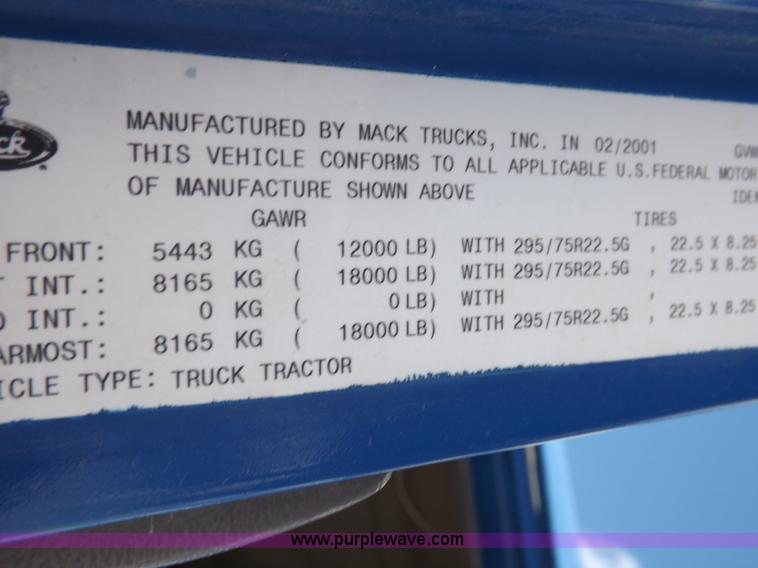 MANUFACTURED BY MACK TRUCKS, INC. IN 02/2001 GVW
THIS VEHICLE CONFORMS TO ALL APPLICABLE U.S.FEDERAL MOTOR
OF MANUFACTURE SHOWN ABOVE IDEN
GAWR TIRES
FRONT: 5443 KG ( 12000 LB) WITH 295/75R22.5G , 22.5 X 8.25
T INT.: 8165 KG ( 18000 LB) WITH 295/75R22.5G , 22.5 X 8.25
D INT.: 0 KG ( 0 LB) WITH ,
ARMOST: 8165 KG ( 18000 LB) WITH 295/75R22.5G , 22.5 X 8.25
ICLE TYPE: TRUCK TRACTOR
www.purplewave.com